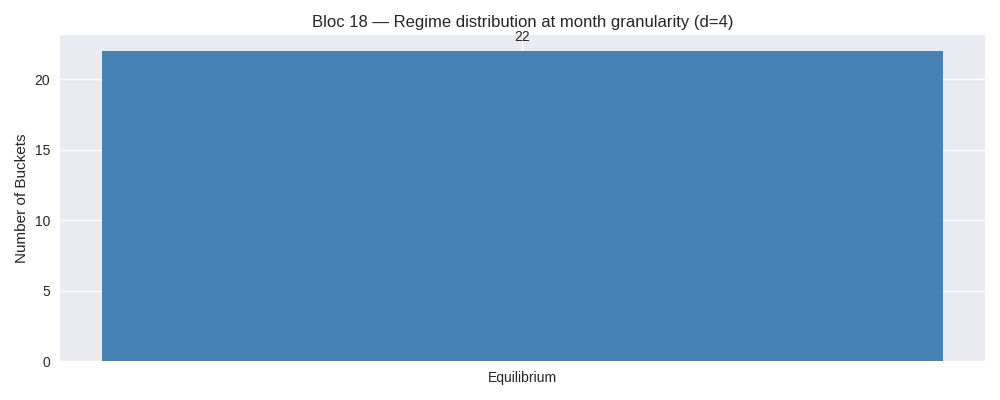 Bloc 18 — Regime distribution at month granularity (d=4)
22
20
15
10
5
0
Number of Buckets
Equilibrium